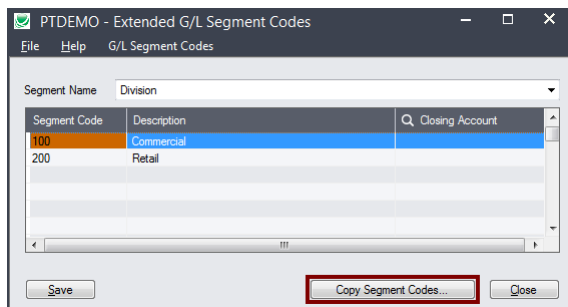 PTDEMO - Extended G/L Segment Codes
File Help G/L Segment Codes
Segment Name Division
Segment Code Description Closing Account
100 Commercial
200 Retail
Save Copy Segment Codes... Close